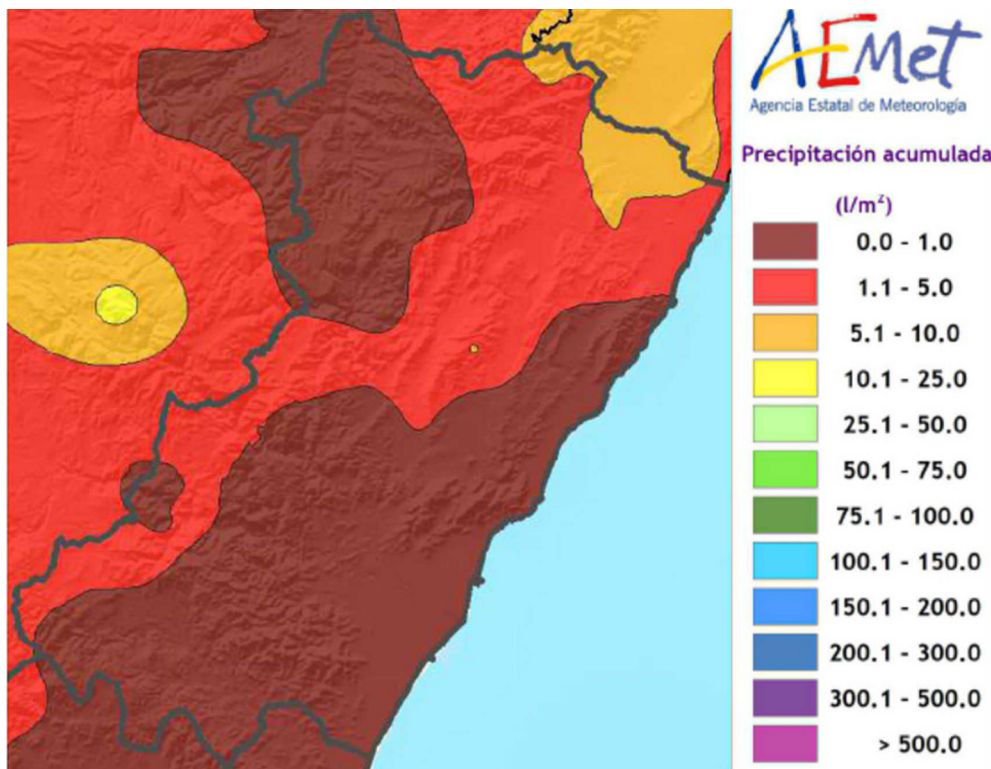 AEMet
Agencia Estatal de Meteorología
Precipitación acumulada
(l/m²)
0.0 - 1.0
1.1 - 5.0
5.1 - 10.0
10.1 - 25.0
25.1 - 50.0
50.1 - 75.0
75.1 - 100.0
100.1 - 150.0
150.1 - 200.0
200.1 - 300.0
300.1 - 500.0
> 500.0